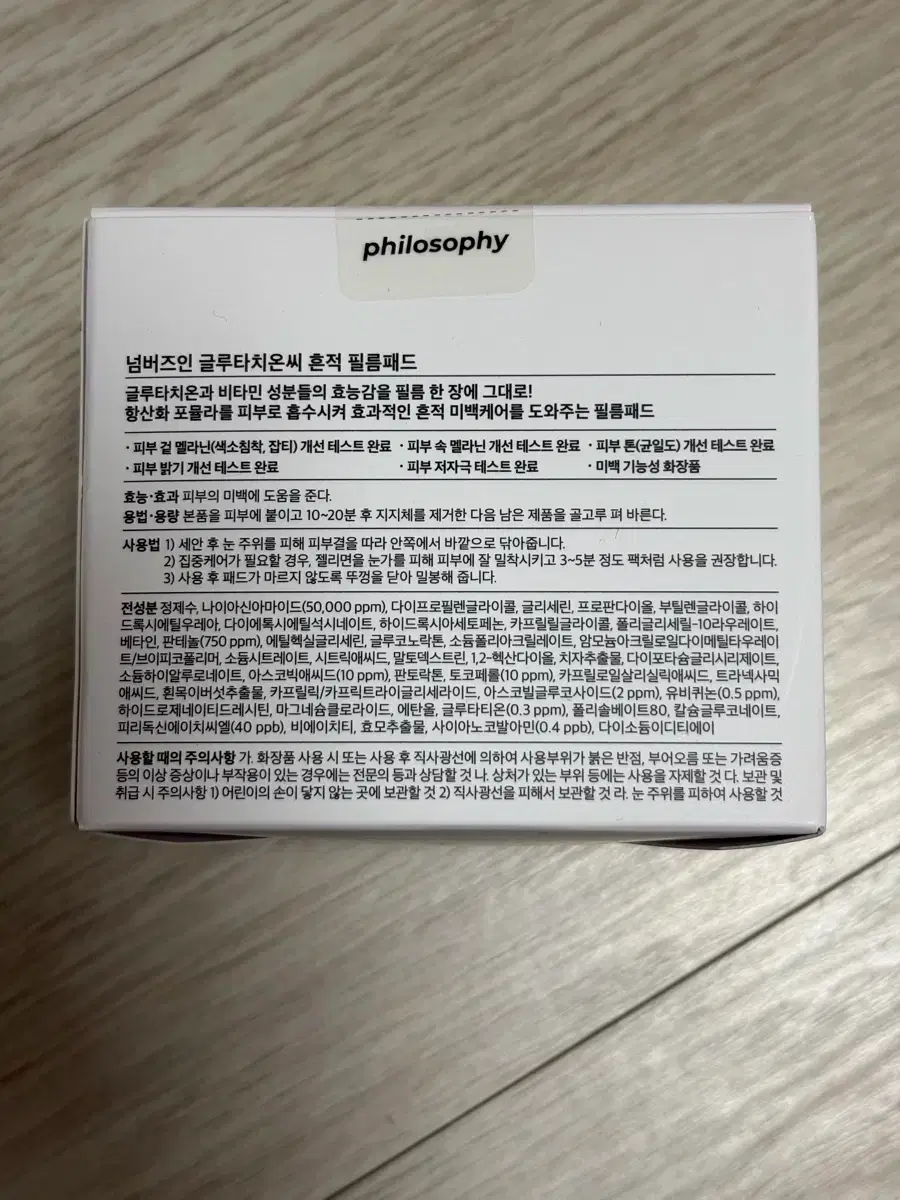 philosophy
넘버즈인 글루타치온씨 흔적 필름패드
글루타치온과 비타민 성분들의 효능감을 필름 한 장에 그대로!
항산화 포뮬라를 피부로 흡수시켜 효과적인 흔적 미백케어를 도와주는 필름패드
· 피부 겉 멜라닌(색소침착, 잡티) 개선 테스트 완료 · 피부 속 멜라닌 개선 테스트 완료 · 피부 톤(균일도) 개선 테스트 완료
· 피부 밝기 개선 테스트 완료 · 피부 저자극 테스트 완료 · 미백 기능성 화장품
효능·효과 피부의 미백에 도움을 준다.
용법·용량 본품을 피부에 붙이고 10~20분 후 지지체를 제거한 다음 남은 제품을 골고루 펴 바른다.
사용법 1) 세안 후 눈 주위를 피해 피부결을 따라 안쪽에서 바깥으로 닦아줍니다.
2) 집중케어가 필요할 경우, 젤리면을 눈가를 피해 피부에 잘 밀착시키고 3~5분 정도 팩처럼 사용을 권장합니다.
3) 사용 후 패드가 마르지 않도록 뚜껑을 닫아 밀봉해 줍니다.
전성분 정제수, 나이아신아마이드(50,000 ppm), 다이프로필렌글라이콜, 글리세린, 프로판다이올, 부틸렌글라이콜, 하이
드록시에틸우레아, 다이에톡시에틸석시네이트, 하이드록시아세토페논, 카프릴릴글라이콜, 폴리글리세릴-10라우레이트,
베타인, 판테놀(750 ppm), 에틸헥실글리세린, 글루코노락톤, 소듐폴리아크릴레이트, 암모늄아크릴로일다이메틸타우레이
트/브이피코폴리머, 소듐시트레이트, 시트릭애씨드, 말토덱스트린, 1,2-헥산다이올, 치자추출물, 다이포타슘글리시리제이트,
소듐하이알루로네이트, 아스코빅애씨드(10 ppm), 판토락톤, 토코페롤(10 ppm), 카프릴로일살리실릭애씨드, 트라넥사믹
애씨드, 흰목이버섯추출물, 카프릴릭/카프릭트라이글리세라이드, 아스코빌글루코사이드(2 ppm), 유비퀴논(0.5 ppm),
하이드로제네이티드레시틴, 마그네슘클로라이드, 에탄올, 글루타티온(0.3 ppm), 폴리솔베이트80, 칼슘글루코네이트,
피리독신에이치씨엘(40 ppb), 비에이치티, 효모추출물, 사이아노코발아민(0.4 ppb), 다이소듐이디티에이
사용할 때의 주의사항 가. 화장품 사용 시 또는 사용 후 직사광선에 의하여 사용부위가 붉은 반점, 부어오름 또는 가려움증
등의 이상 증상이나 부작용이 있는 경우에는 전문의 등과 상담할 것 나. 상처가 있는 부위 등에는 사용을 자제할 것 다. 보관 및
취급 시 주의사항 1) 어린이의 손이 닿지 않는 곳에 보관할 것 2) 직사광선을 피해서 보관할 것 라. 눈 주위를 피하여 사용할 것